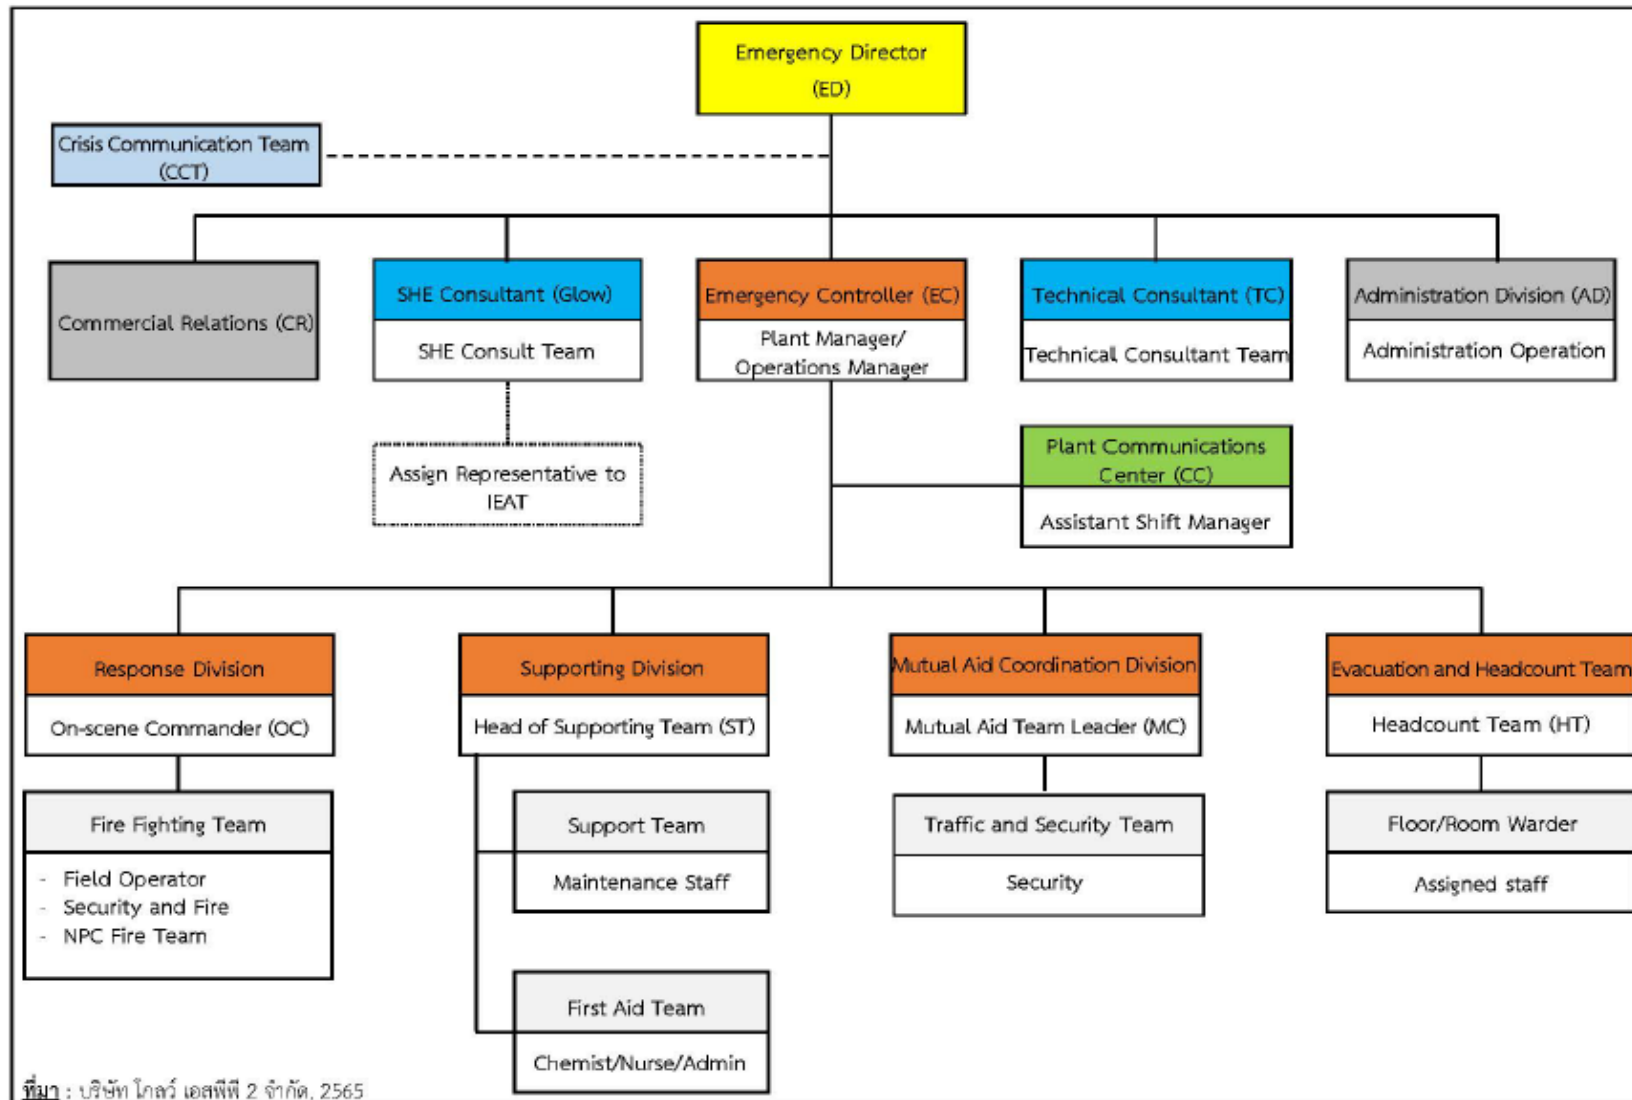 Emergency Director
(ED)
Crisis Communication Team
(CCT)
Commercial Relations (CR)
SHE Consultant (Glow)
SHE Consult Team
Emergency Controller (EC)
Plant Manager/
Operations Manager
Technical Consultant (TC)
Technical Consultant Team
Administration Division (AD)
Administration Operation
Assign Representative to
IEAT
Plant Communications
Center (CC)
Assistant Shift Manager
Response Division
On-scene Commander (OC)
Supporting Division
Head of Supporting Team (ST)
Mutual Aid Coordination Division
Mutual Aid Team Leader (MC)
Evacuation and Headcount Team
Headcount Team (HT)
Fire Fighting Team
- Field Operator
- Security and Fire
- NPC Fire Team
Support Team
Maintenance Staff
Traffic and Security Team
Security
Floor/Room Warder
Assigned staff
First Aid Team
Chemist/Nurse/Admin
ที่มา : บริษัท โกลว์ เอสพีพี 2 จำกัด, 2565